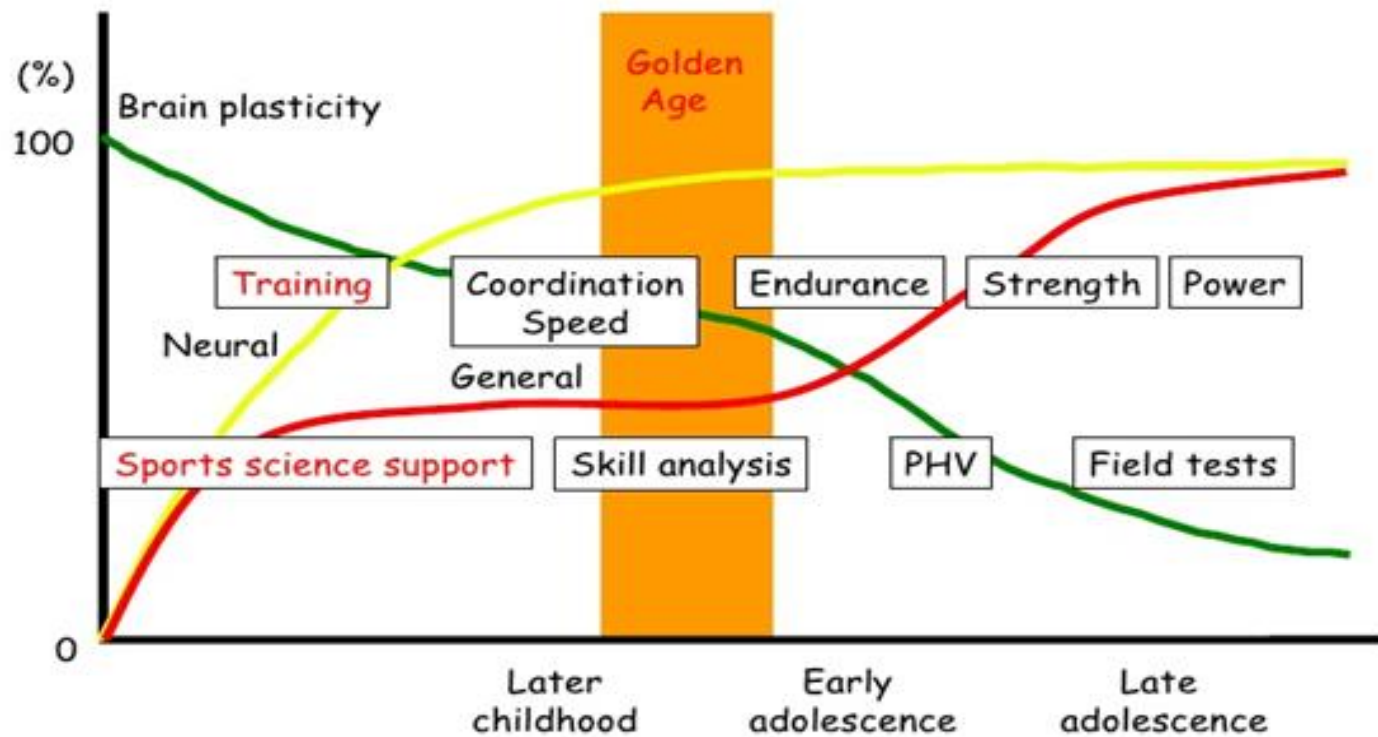 (%)
Golden
Age
Brain plasticity
100
Training
Coordination
Speed
Endurance
Strength
Power
Neural
General
Sports science support
Skill analysis
PHV
Field tests
0
Later
childhood
Early
adolescence
Late
adolescence